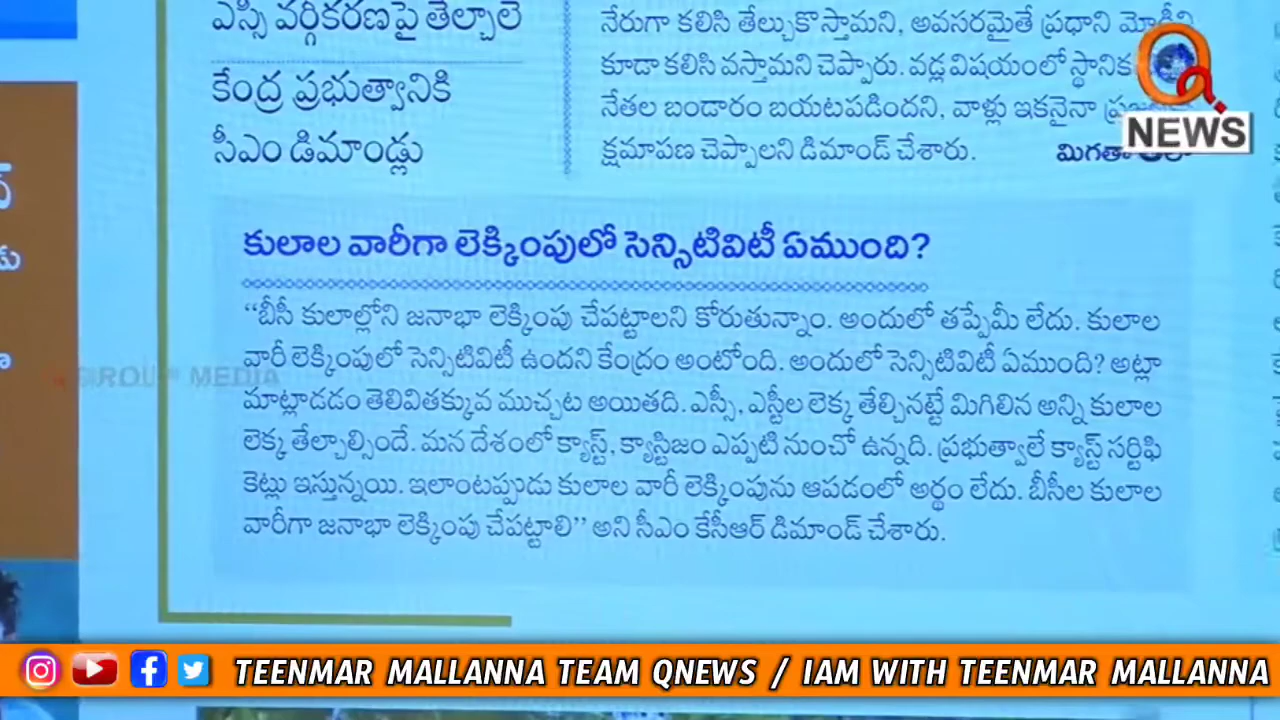 ఎస్సీ వర్గీకరణపై తేల్చాలె
కేంద్ర ప్రభుత్వానికి
సీఎం డిమాండ్లు
నేరుగా కలిసి తేల్చుకొస్తామని, అవసరమైతే ప్రధాని మోడీని
కూడా కలిసి వస్తామని చెప్పారు. వడ్ల విషయంలో స్థానిక
నేతల బండారం బయటపడిందని, వాళ్లు ఇకనైనా
క్షమాపణ చెప్పాలని డిమాండ్ చేశారు.
NEWS
కులాల వారీగా లెక్కింపులో సెన్సిటివిటీ ఏముంది?
“బీసీ కులాల్లోని జనాభా లెక్కింపు చేపట్టాలని కోరుతున్నాం. అందులో తప్పేమీ లేదు. కులాల
వారీ లెక్కింపులో సెన్సిటివిటీ ఉందని కేంద్రం అంటోంది. అందులో సెన్సిటివిటీ ఏముంది? అట్లా
మాట్లాడడం తెలివితక్కువ ముచ్చట అయితది. ఎస్సీ, ఎస్టీల లెక్క తేల్చినట్టే మిగిలిన అన్ని కులాల
లెక్క తేల్చాల్సిందే. మన దేశంలో క్యాస్ట్, క్యాస్టిజం ఎప్పటి నుంచో ఉన్నది. ప్రభుత్వాలే క్యాస్ట్ సర్టిఫి
కెట్లు ఇస్తున్నయి. ఇలాంటప్పుడు కులాల వారీ లెక్కింపును ఆపడంలో అర్థం లేదు. బీసీల కులాల
వారీగా జనాభా లెక్కింపు చేపట్టాలి” అని సీఎం కేసీఆర్ డిమాండ్ చేశారు.
MEDIA
TEENMAR MALLANNA TEAM QNEWS / IAM WITH TEENMAR MALLANNA